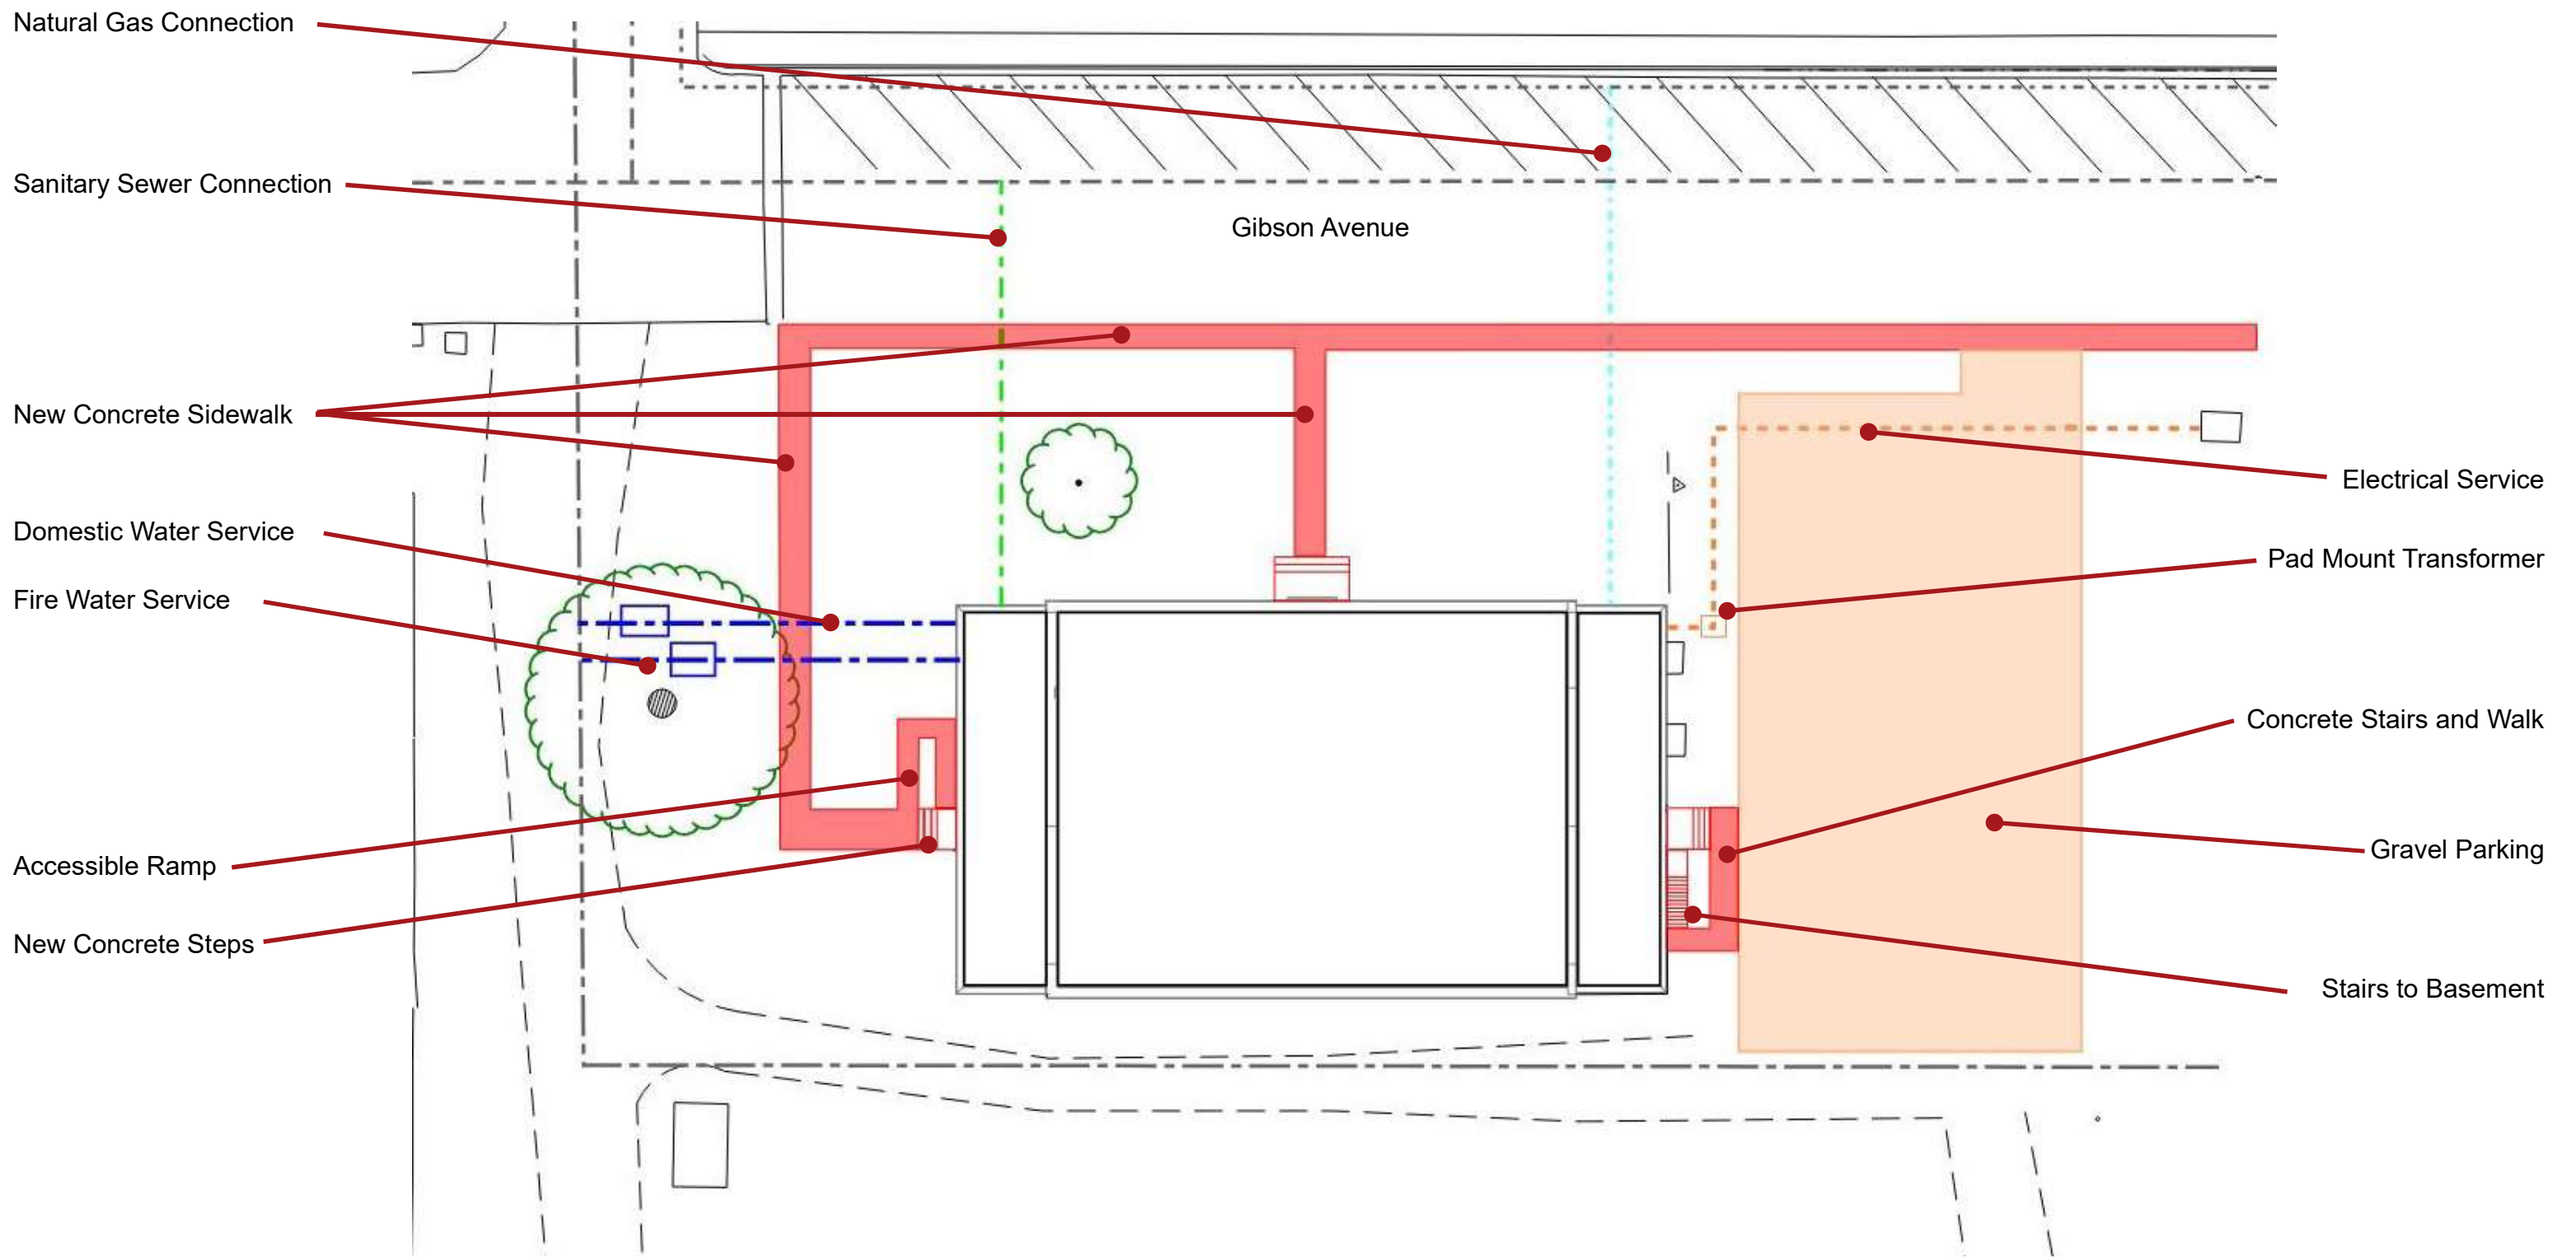 Natural Gas Connection
Sanitary Sewer Connection
Gibson Avenue
New Concrete Sidewalk
Electrical Service
Domestic Water Service
Pad Mount Transformer
Fire Water Service
Concrete Stairs and Walk
Gravel Parking
Accessible Ramp
New Concrete Steps
Stairs to Basement